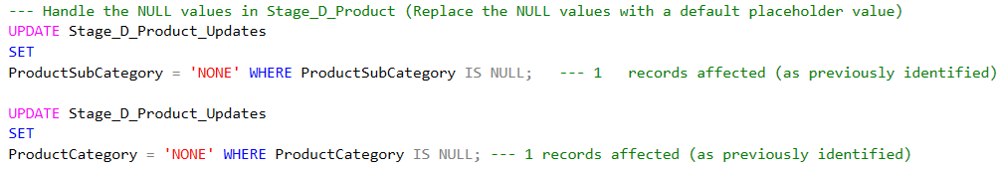 --- Handle the NULL values in Stage_D_Product (Replace the NULL values with a default placeholder value)
UPDATE Stage_D_Product_Updates
SET
ProductSubCategory = 'NONE' WHERE ProductSubCategory IS NULL;   --- 1   records affected (as previously identified)

UPDATE Stage_D_Product_Updates
SET
ProductCategory = 'NONE' WHERE ProductCategory IS NULL; --- 1 records affected (as previously identified)